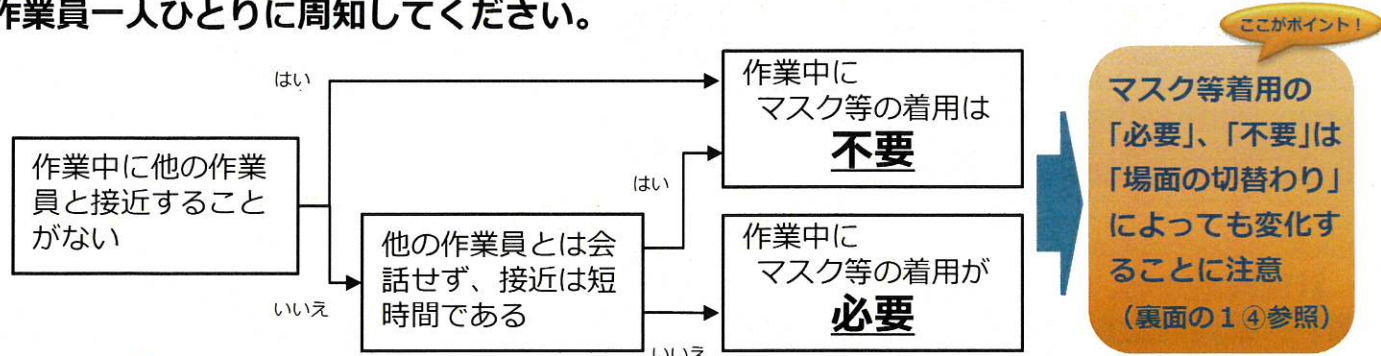 作業員一人ひとりに周知してください。
ここがポイント！
はい
作業中に
マスク等の着用は
不要
作業中に他の作業
員と接近すること
がない
はい
いいえ
他の作業員とは会
話せず、接近は短
時間である
作業中に
マスク等の着用が
必要
いいえ
マスク等着用の
「必要」、「不要」は
「場面の切替わり」
によっても変化す
ることに注意
（裏面の１④参照）